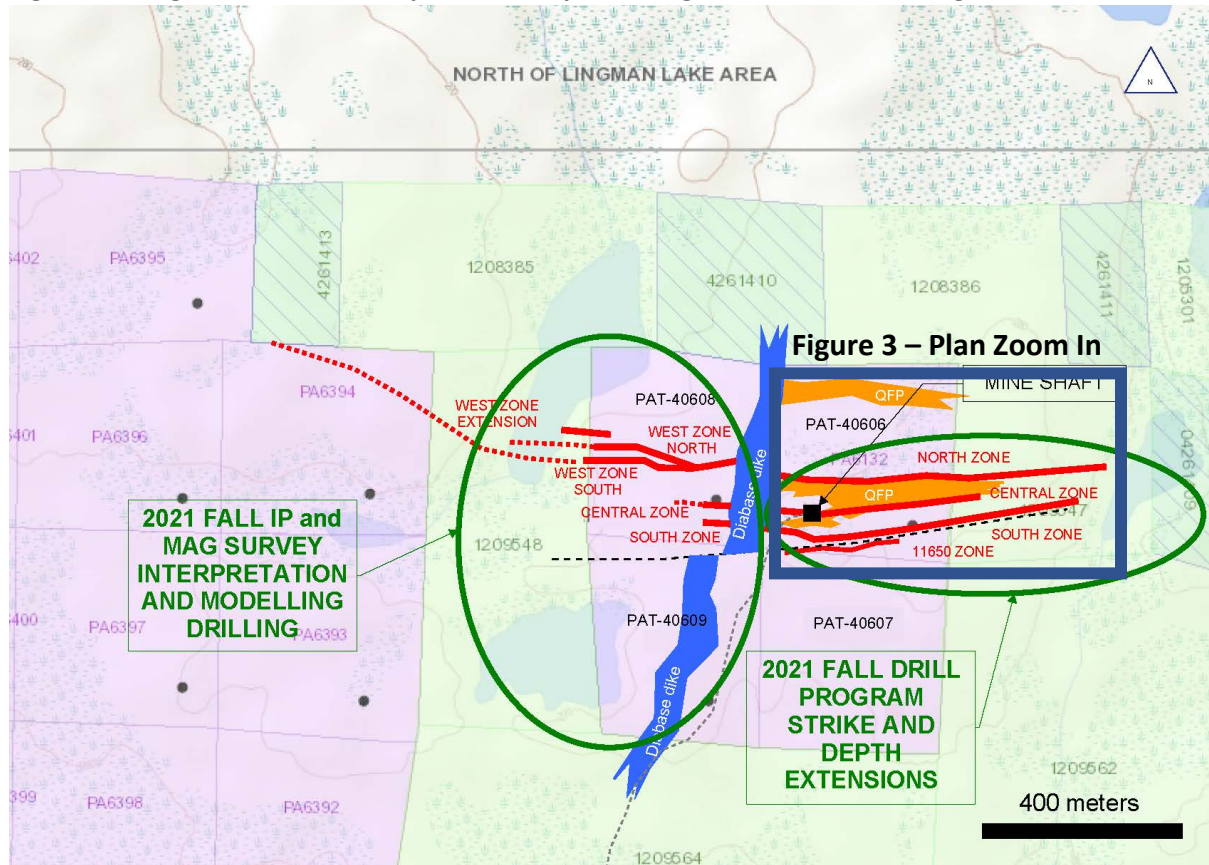 NORTH OF LINGMAN LAKE AREA
N
6402
PA6395
4261413
1208385
4261410
1208386
4261411
1205301
Figure 3 – Plan Zoom In
MINE SHAFT
QFP
PA6394
PAT-40608
PAT-40606
WEST ZONE
EXTENSION
WEST ZONE
NORTH
6401
PA6396
PA6132
NORTH ZONE
WEST ZONE
SOUTH
Diabase dike
QFP
CENTRAL ZONE
CENTRAL ZONE
SOUTH ZONE
SOUTH ZONE
11650 ZONE
2021 FALL IP and
MAG SURVEY
INTERPRETATION
AND MODELLING
DRILLING
1209548
6400
PA6397
PA6393
PAT-40609
PAT-40607
Diabase dike
2021 FALL DRILL
PROGRAM
STRIKE AND
DEPTH
EXTENSIONS
1209562
400 meters
PA6398
PA6392
1209564